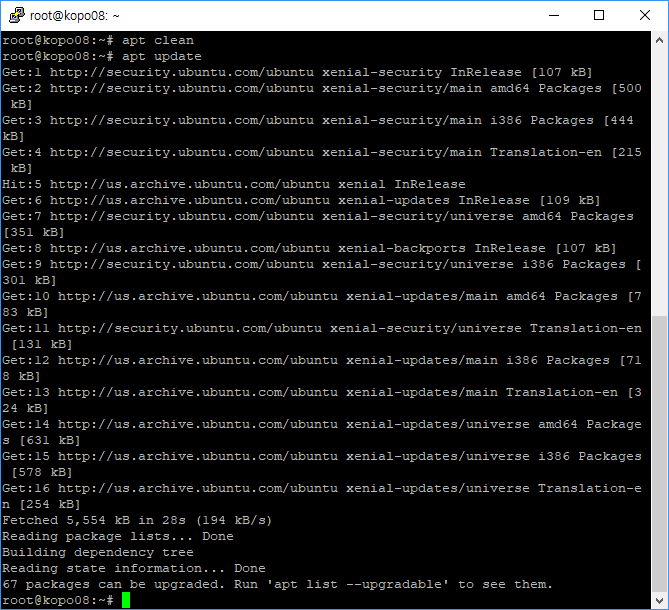 root@kopo08: ~
root@kopo08:~# apt clean
root@kopo08:~# apt update
Get:1 http://security.ubuntu.com/ubuntu xenial-security InRelease [107 kB]
Get:2 http://security.ubuntu.com/ubuntu xenial-security/main amd64 Packages [500
 kB]
Get:3 http://security.ubuntu.com/ubuntu xenial-security/main i386 Packages [444
kB]
Get:4 http://security.ubuntu.com/ubuntu xenial-security/main Translation-en [215
 kB]
Hit:5 http://us.archive.ubuntu.com/ubuntu xenial InRelease
Get:6 http://us.archive.ubuntu.com/ubuntu xenial-updates InRelease [109 kB]
Get:7 http://security.ubuntu.com/ubuntu xenial-security/universe amd64 Packages
[351 kB]
Get:8 http://us.archive.ubuntu.com/ubuntu xenial-backports InRelease [107 kB]
Get:9 http://security.ubuntu.com/ubuntu xenial-security/universe i386 Packages [
301 kB]
Get:10 http://us.archive.ubuntu.com/ubuntu xenial-updates/main amd64 Packages [7
83 kB]
Get:11 http://security.ubuntu.com/ubuntu xenial-security/universe Translation-en
 [131 kB]
Get:12 http://us.archive.ubuntu.com/ubuntu xenial-updates/main i386 Packages [71
8 kB]
Get:13 http://us.archive.ubuntu.com/ubuntu xenial-updates/main Translation-en [3
24 kB]
Get:14 http://us.archive.ubuntu.com/ubuntu xenial-updates/universe amd64 Package
s [631 kB]
Get:15 http://us.archive.ubuntu.com/ubuntu xenial-updates/universe i386 Packages
 [578 kB]
Get:16 http://us.archive.ubuntu.com/ubuntu xenial-updates/universe Translation-e
n [254 kB]
Fetched 5,554 kB in 28s (194 kB/s)
Reading package lists... Done
Building dependency tree
Reading state information... Done
67 packages can be upgraded. Run 'apt list --upgradable' to see them.
root@kopo08:~#